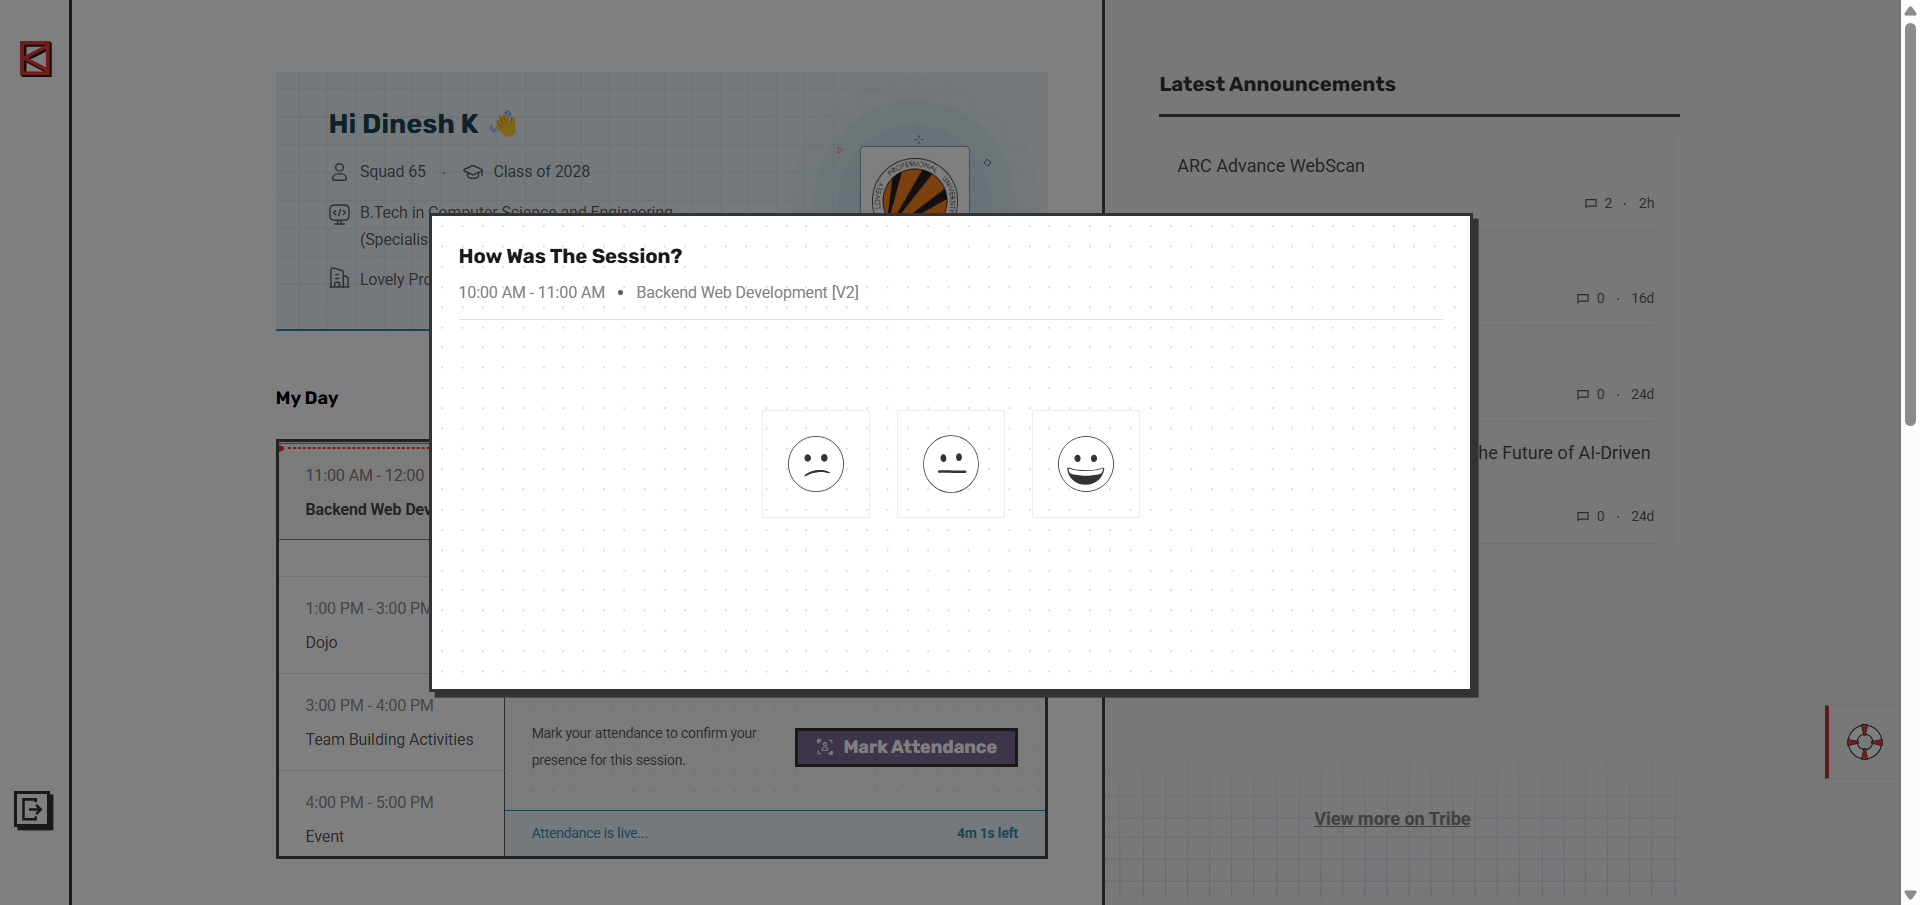 Hi Dinesh K
Squad 65 · Class of 2028
B.Tech in Computer Science and Engineering
(Specialis
Lovely Pro
LOVELY PROFESSIONAL UNIVERSITY
My Day
11:00 AM - 12:00
Backend Web Dev
1:00 PM - 3:00 PM
Dojo
3:00 PM - 4:00 PM
Team Building Activities
4:00 PM - 5:00 PM
Event
How Was The Session?
10:00 AM - 11:00 AM • Backend Web Development [V2]
Mark your attendance to confirm your
presence for this session.
Mark Attendance
Attendance is live...
4m 1s left
Latest Announcements
ARC Advance WebScan
2 · 2h
0 · 16d
0 · 24d
he Future of AI-Driven
0 · 24d
View more on Tribe